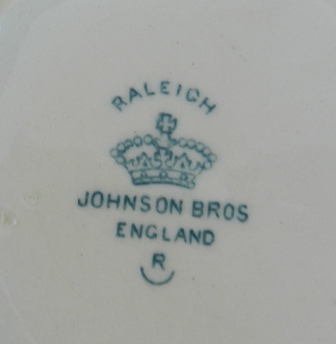 RALEIGH
JOHNSON BROS
ENGLAND
R